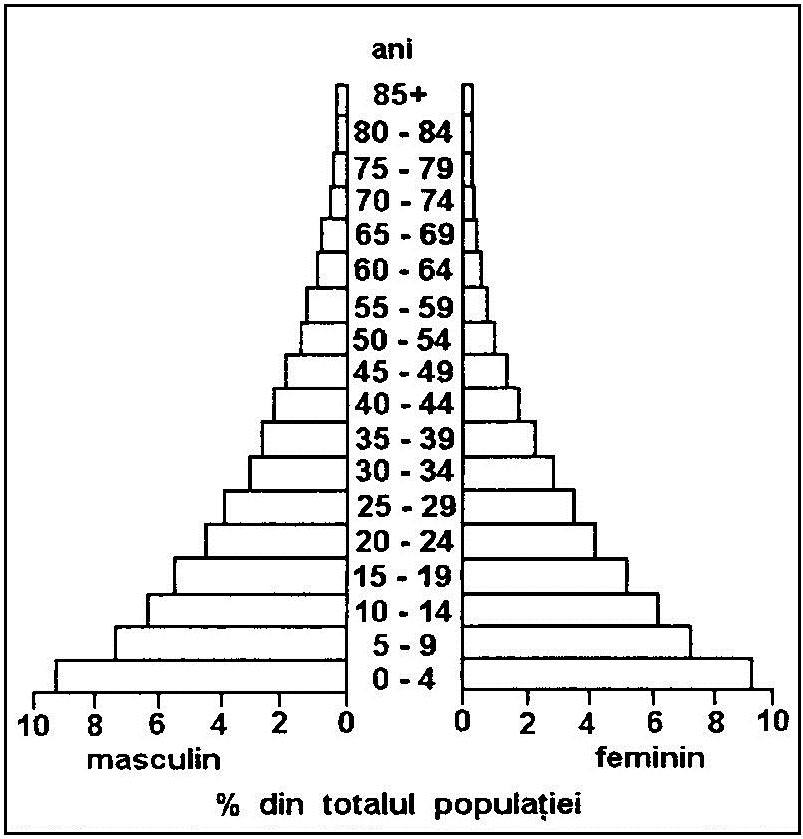 ani
85+
80 - 84
75 - 79
70 - 74
65 - 69
60 - 64
55 - 59
50 - 54
45 - 49
40 - 44
35 - 39
30 - 34
25 - 29
20 - 24
15 - 19
10 - 14
5 - 9
0 - 4
10 8 6 4 2 0 0 2 4 6 8 10
masculin feminin
% din totalul populaţiei